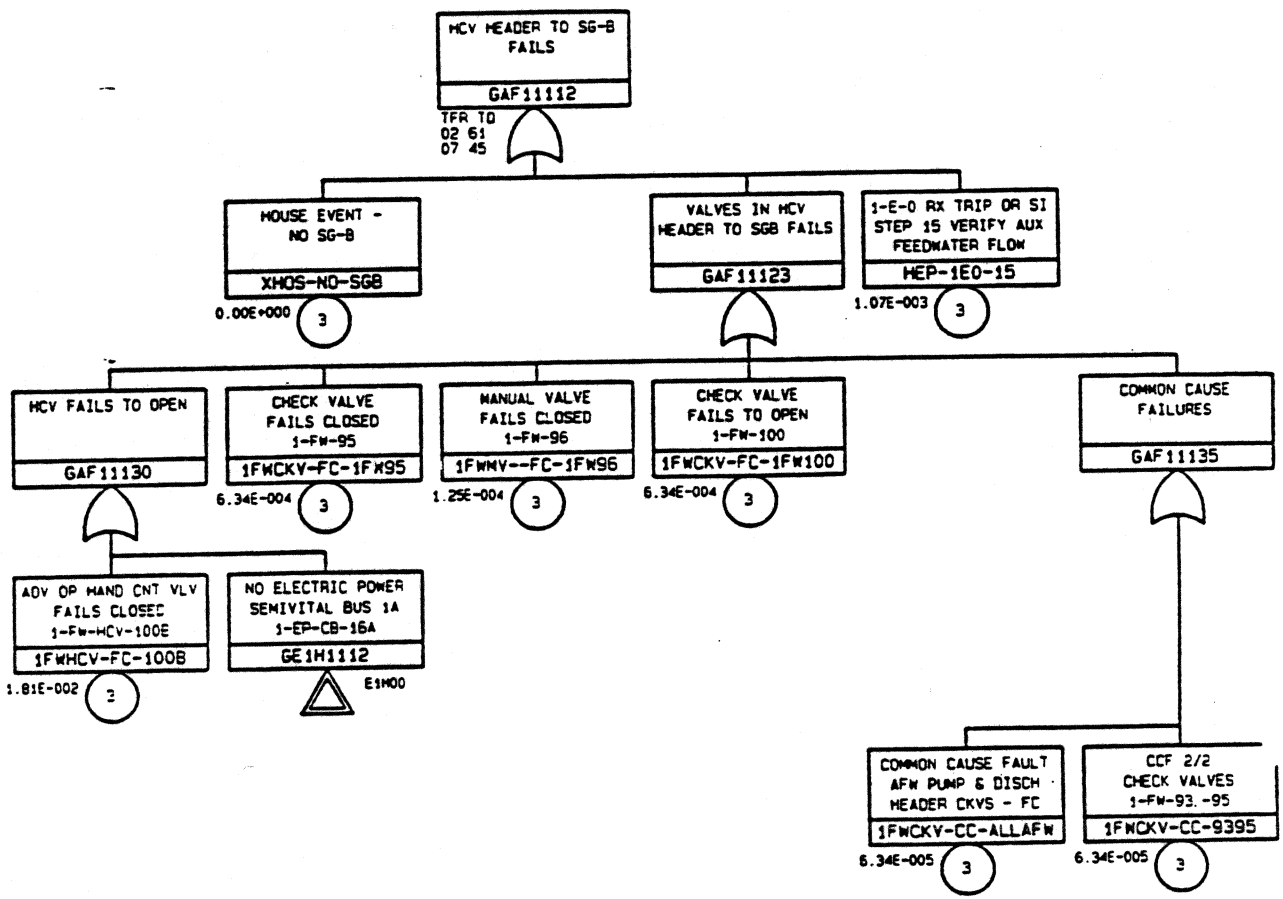 HCV HEADER TO SG-B
FAILS
GAF11112
TFR TO
02 61
07 45
HOUSE EVENT -
NO SG-B
XHOS-NO-SGB
0.00E+000
3
VALVES IN HCV
HEADER TO SGB FAILS
GAF11123
1-E-0 RX TRIP OR SI
STEP 15 VERIFY AUX
FEEDWATER FLOW
HEP-1E0-15
1.07E-003
3
HCV FAILS TO OPEN
GAF11130
CHECK VALVE
FAILS CLOSED
1-FW-95
1FWCKV-FC-1FW95
6.34E-004
3
MANUAL VALVE
FAILS CLOSED
1-FW-96
1FWMV--FC-1FW96
1.25E-004
3
CHECK VALVE
FAILS TO OPEN
1-FW-100
1FWCKV-FC-1FW100
6.34E-004
3
COMMON CAUSE
FAILURES
GAF11135
AOV OP HAND CNT VLV
FAILS CLOSED
1-FW-HCV-100B
1FWHCV-FC-100B
1.81E-002
3
NO ELECTRIC POWER
SEMIVITAL BUS 1A
1-EP-CB-16A
GE1H1112
E1H00
COMMON CAUSE FAULT
AFW PUMP & DISCH
HEADER CKVS - FC
1FWCKV-CC-ALLAFW
6.34E-005
3
CCF 2/2
CHECK VALVES
1-FW-93.-95
1FWCKV-CC-9395
6.34E-005
3